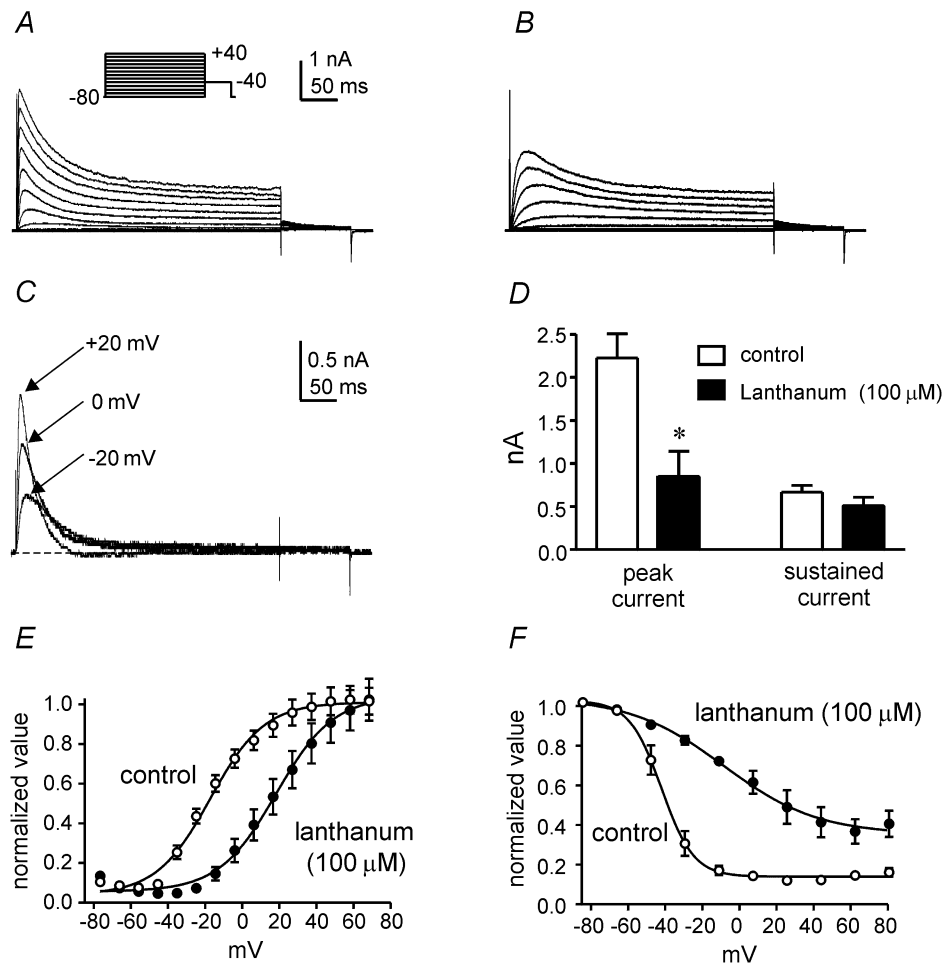 A
B
+40
-40
-80
1 nA
50 ms
C
D
+20 mV
0 mV
-20 mV
0.5 nA
50 ms
2.5
2.0
1.5
1.0
0.5
0.0
nA
control
Lanthanum (100 μM)
*
peak current
sustained current
E
F
1.0
0.8
0.6
0.4
0.2
0.0
normalized value
control
lanthanum
(100 μM)
-80 -60 -40 -20 0 20 40 60 80
mV
1.0
0.8
0.6
0.4
0.2
0.0
normalized value
lanthanum (100 μM)
control
-80 -60 -40 -20 0 20 40 60 80
mV